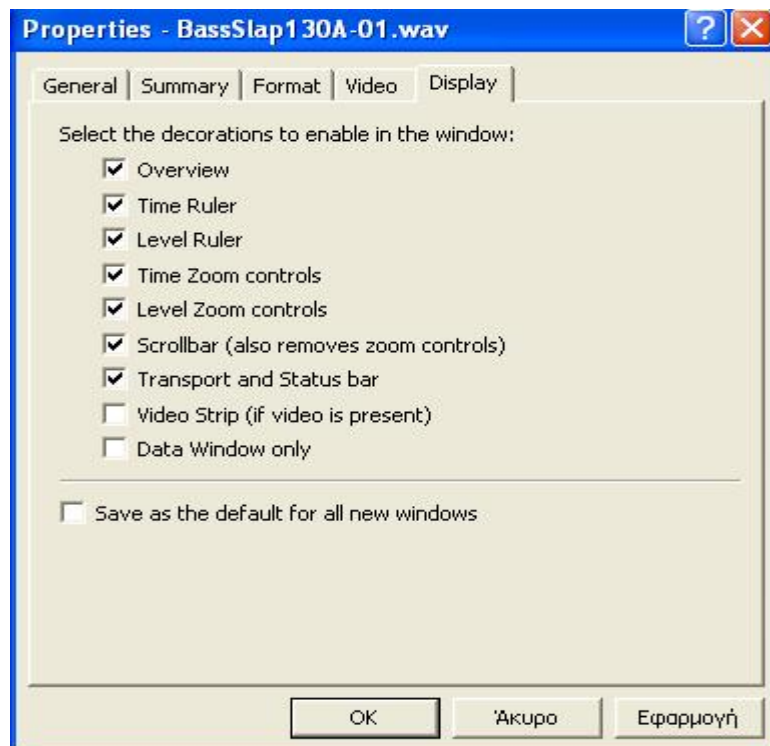 Properties - BassSlap130A-01.wav
General Summary Format Video Display
Select the decorations to enable in the window:
Overview
Time Ruler
Level Ruler
Time Zoom controls
Level Zoom controls
Scrollbar (also removes zoom controls)
Transport and Status bar
Video Strip (if video is present)
Data Window only
Save as the default for all new windows
OK Άκυρο Εφαρμογή